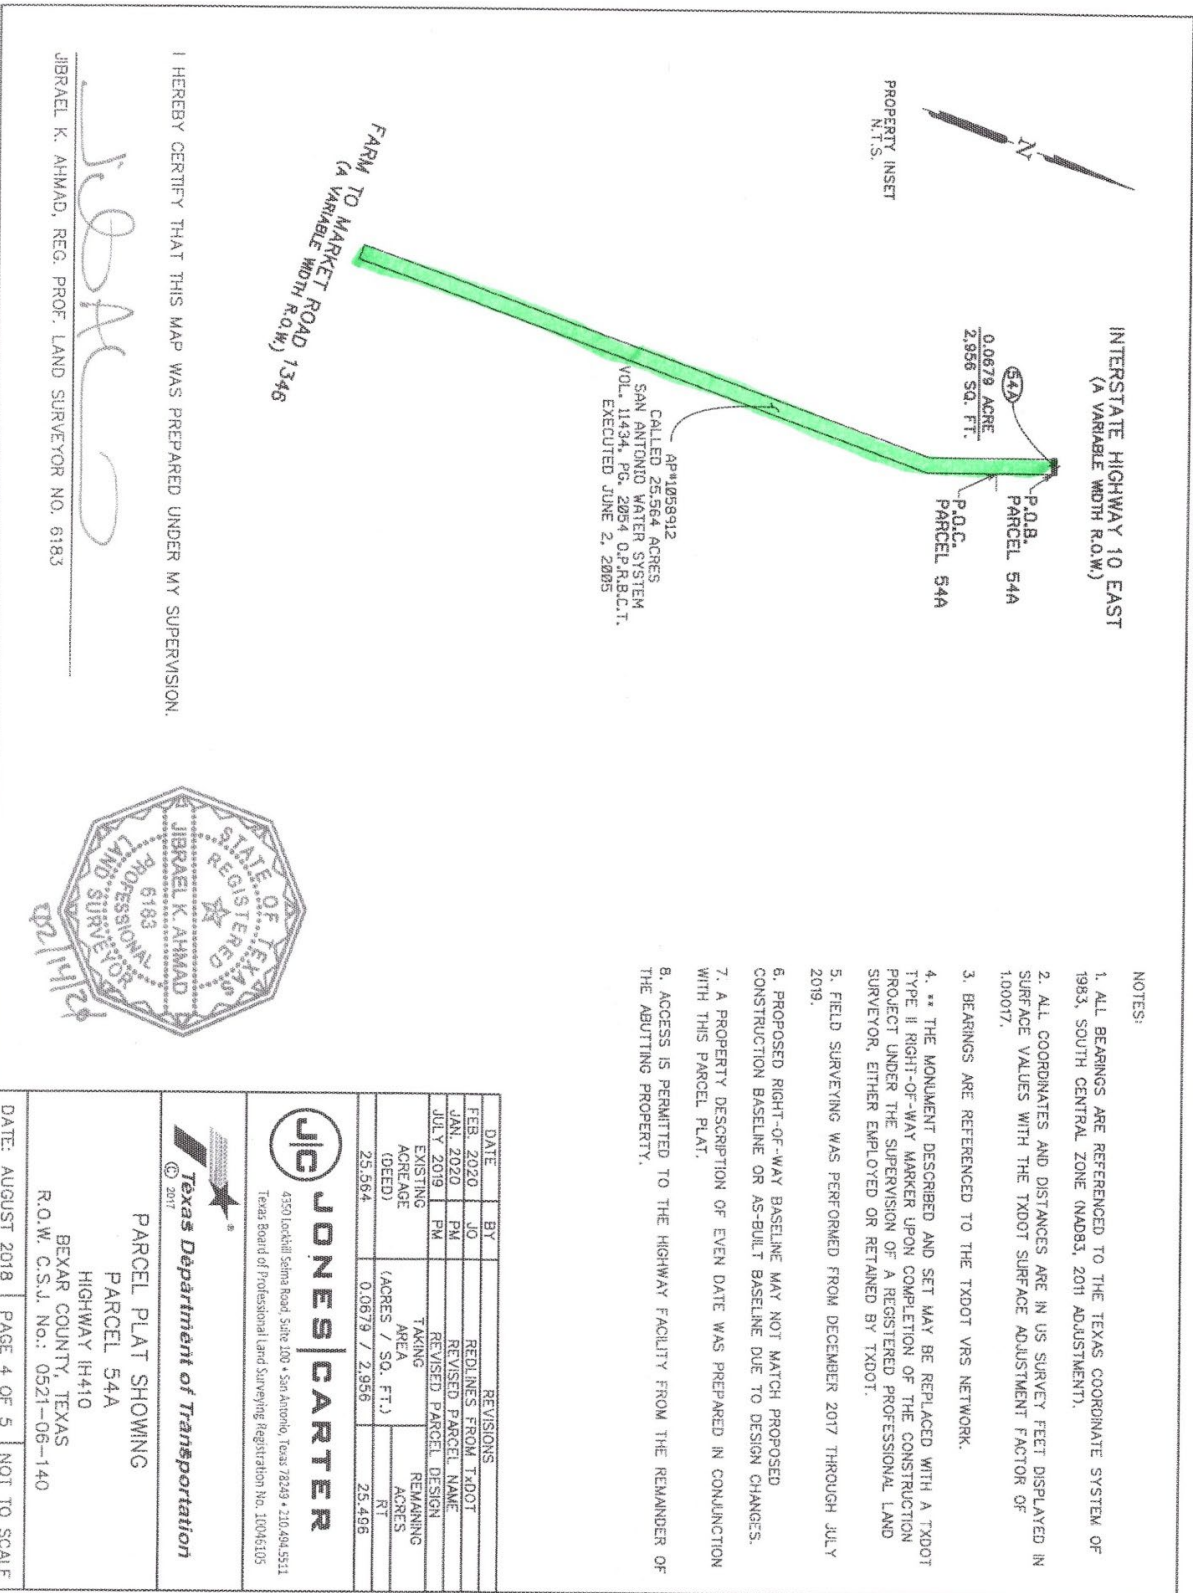 PROPERTY INSET
N.T.S.
N
INTERSTATE HIGHWAY 10 EAST
(A VARIABLE WIDTH R.O.W.)
54A
0.0679 ACRE
2,956 SQ. FT.
P.O.B.
PARCEL 54A
P.O.C.
PARCEL 54A
AP#1058912
CALLED 25.564 ACRES
SAN ANTONIO WATER SYSTEM
VOL. 11434, PG. 2054 O.P.R.B.C.T.
EXECUTED JUNE 2, 2005
FARM TO MARKET ROAD 1346
(A VARIABLE WIDTH R.O.W.)
I HEREBY CERTIFY THAT THIS MAP WAS PREPARED UNDER MY SUPERVISION.
JIBRAEL K. AHMAD, REG. PROF. LAND SURVEYOR NO. 6183
STATE OF TEXAS
REGISTERED
JIBRAEL K. AHMAD
6183
PROFESSIONAL
LAND SURVEYOR
NOTES:
1. ALL BEARINGS ARE REFERENCED TO THE TEXAS COORDINATE SYSTEM OF
1983, SOUTH CENTRAL ZONE (NAD83, 2011 ADJUSTMENT).
2. ALL COORDINATES AND DISTANCES ARE IN US SURVEY FEET DISPLAYED IN
SURFACE VALUES WITH THE TXDOT SURFACE ADJUSTMENT FACTOR OF
1.00017.
3. BEARINGS ARE REFERENCED TO THE TXDOT VRS NETWORK.
4. ** THE MONUMENT DESCRIBED AND SET MAY BE REPLACED WITH A TXDOT
TYPE II RIGHT-OF-WAY MARKER UPON COMPLETION OF THE CONSTRUCTION
PROJECT UNDER THE SUPERVISION OF A REGISTERED PROFESSIONAL LAND
SURVEYOR, EITHER EMPLOYED OR RETAINED BY TXDOT.
5. FIELD SURVEYING WAS PERFORMED FROM DECEMBER 2017 THROUGH JULY
2019.
6. PROPOSED RIGHT-OF-WAY BASELINE MAY NOT MATCH PROPOSED
CONSTRUCTION BASELINE OR AS-BUILT BASELINE DUE TO DESIGN CHANGES.
7. A PROPERTY DESCRIPTION OF EVEN DATE WAS PREPARED IN CONJUNCTION
WITH THIS PARCEL PLAT.
8. ACCESS IS PERMITTED TO THE HIGHWAY FACILITY FROM THE REMAINDER OF
THE ABUTTING PROPERTY.
DATE BY REVISIONS
FEB. 2020 JO REDLINES FROM TxDOT
JAN. 2020 PM REVISED PARCEL NAME
JULY 2019 PM REVISED PARCEL DESIGN
EXISTING ACREAGE (DEED) TAKING AREA (ACRES / SQ. FT.) REMAINING ACRES RT
25.564 0.0679 / 2,956 25.496
J|C JONES|CARTER
4350 Lockhill Selma Road, Suite 100 • San Antonio, Texas 78249 • 210.494.5511
Texas Board of Professional Land Surveying Registration No. 10046105
®
Texas Department of Transportation
© 2017
PARCEL PLAT SHOWING
PARCEL 54A
HIGHWAY IH410
BEXAR COUNTY, TEXAS
R.O.W. C.S.J. No.: 0521-06-140
DATE: AUGUST 2018 PAGE 4 OF 5 NOT TO SCALE